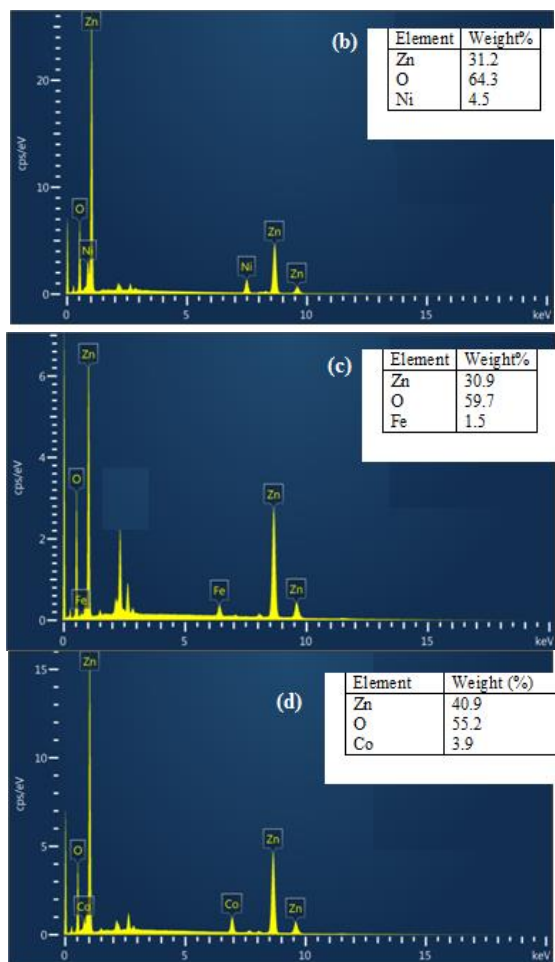 Zn
(b)
Element Weight%
Zn 31.2
O 64.3
Ni 4.5
20
cps/eV
10
O
Ni
Ni
Zn
Zn
0
0 5 10 15 keV
Zn
(c)
Element Weight%
Zn 30.9
O 59.7
Fe 1.5
6
cps/eV
4
O
Zn
2
Fe
Fe
Zn
0
0 5 10 15 keV
Zn
(d)
Element Weight (%)
Zn 40.9
O 55.2
Co 3.9
15
cps/eV
10
5
O
Zn
Co
Co
Zn
0
0 5 10 15 keV